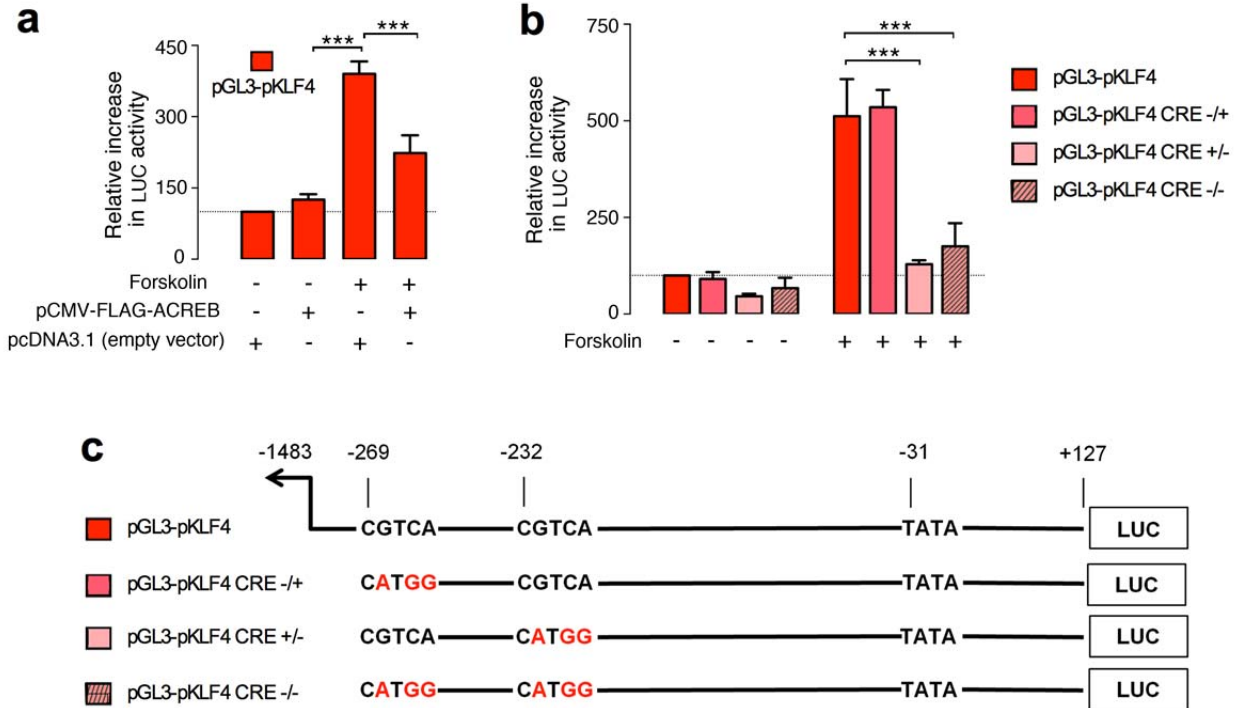 a
Relative increase
in LUC activity
450
300
150
0
pGL3-pKLF4
***
***
Forskolin - - + +
pCMV-FLAG-ACREB - + - +
pcDNA3.1 (empty vector) + - + -
b
Relative increase
in LUC activity
750
500
250
0
***
***
Forskolin - - - - + + + +
pGL3-pKLF4
pGL3-pKLF4 CRE -/+
pGL3-pKLF4 CRE +/-
pGL3-pKLF4 CRE -/-
c
-1483 -269 -232 -31 +127
pGL3-pKLF4 CGTCA CGTCA TATA LUC
pGL3-pKLF4 CRE -/+ CATGG CGTCA TATA LUC
pGL3-pKLF4 CRE +/- CGTCA CATGG TATA LUC
pGL3-pKLF4 CRE -/- CATGG CATGG TATA LUC